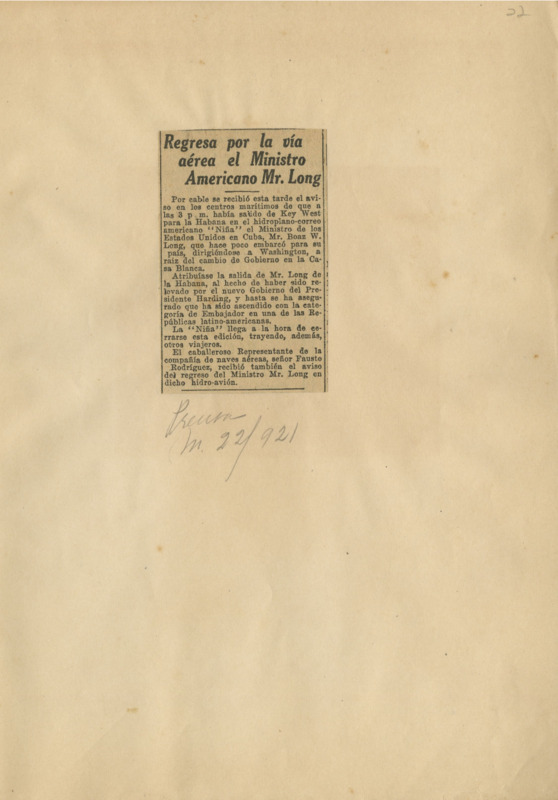 22
Regresa por la vía
aérea el Ministro
Americano Mr. Long
Por cable se recibió esta tarde el avi-
so en los centros marítimos de que a
las 3 p m. había salido de Key West
para la Habana en el hidroplano-correo
americano "Niña" el Ministro de los
Estados Unidos en Cuba, Mr. Boaz W.
Long, que hace poco embarcó para su
país, dirigiéndose a Washington, a
raíz del cambio de Gobierno en la Ca-
sa Blanca.
Atribuíase la salida de Mr. Long de
la Habana, al hecho de haber sido re-
levado por el nuevo Gobierno del Pre-
sidente Harding, y hasta se ha asegu-
rado que ha sido ascendido con la cate-
goría de Embajador en una de las Re-
públicas latino-americanas.
La "Niña" llega a la hora de ce-
rrarse esta edición, trayendo, además,
otros viajeros.
El caballeroso Representante de la
compañía de naves aéreas, señor Fausto
Rodríguez, recibió también el aviso
del regreso del Ministro Mr. Long en
dicho hidro-avión.
Prensa
M. 22/921